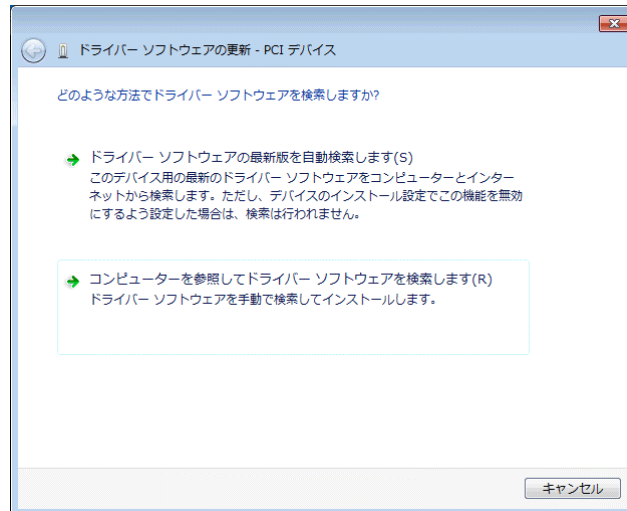 ドライバー ソフトウェアの更新 - PCI デバイス
どのような方法でドライバー ソフトウェアを検索しますか?
ドライバー ソフトウェアの最新版を自動検索します(S)
このデバイス用の最新のドライバー ソフトウェアをコンピューターとインター
ネットから検索します。ただし、デバイスのインストール設定でこの機能を無効
にするよう設定した場合は、検索は行われません。
コンピューターを参照してドライバー ソフトウェアを検索します(R)
ドライバー ソフトウェアを手動で検索してインストールします。
キャンセル